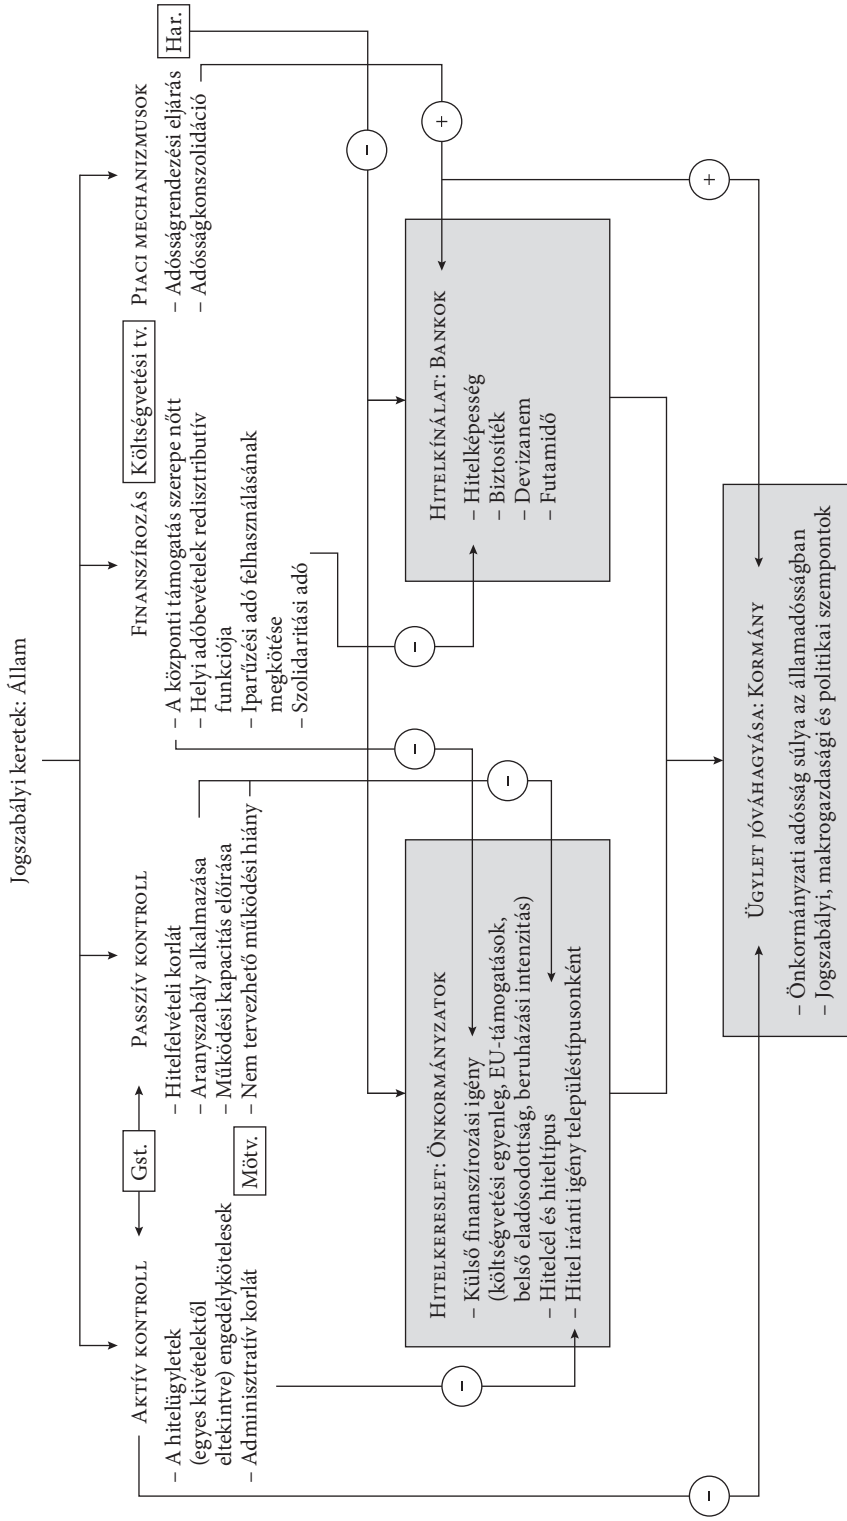 Jogszabályi keretek: Állam
AKTÍV KONTROLL
– A hitelügyletek
(egyes kivételektől
eltekintve) engedélykötelesek
– Adminisztratív korlát
Gst.
Mötv.
PASSZÍV KONTROLL
– Hitelfelvételi korlát
– Aranyszabály alkalmazása
– Működési kapacitás előírása
– Nem tervezhető működési hiány
FINANSZÍROZÁS
Költségvetési tv.
– A központi támogatás szerepe nőtt
– Helyi adóbevételek redisztributív
funkciója
– Iparűzési adó felhasználásának
megkötése
– Szolidaritási adó
PIACI MECHANIZMUSOK
– Adósságrendezési eljárás
– Adósságkonszolidáció
Har.
–
–
–
–
–
+
HITELKERESLET: ÖNKORMÁNYZATOK
– Külső finanszírozási igény
(költségvetési egyenleg, EU-támogatások,
belső eladósodottság, beruházási intenzitás)
– Hitelcél és hiteltípus
– Hitel iránti igény településtípusonként
HITELKÍNÁLAT: BANKOK
– Hitelképesség
– Biztosíték
– Devizanem
– Futamidő
–
+
ÜGYLET JÓVÁHAGYÁSA: KORMÁNY
– Önkormányzati adósság súlya az államadósságban
– Jogszabályi, makrogazdasági és politikai szempontok